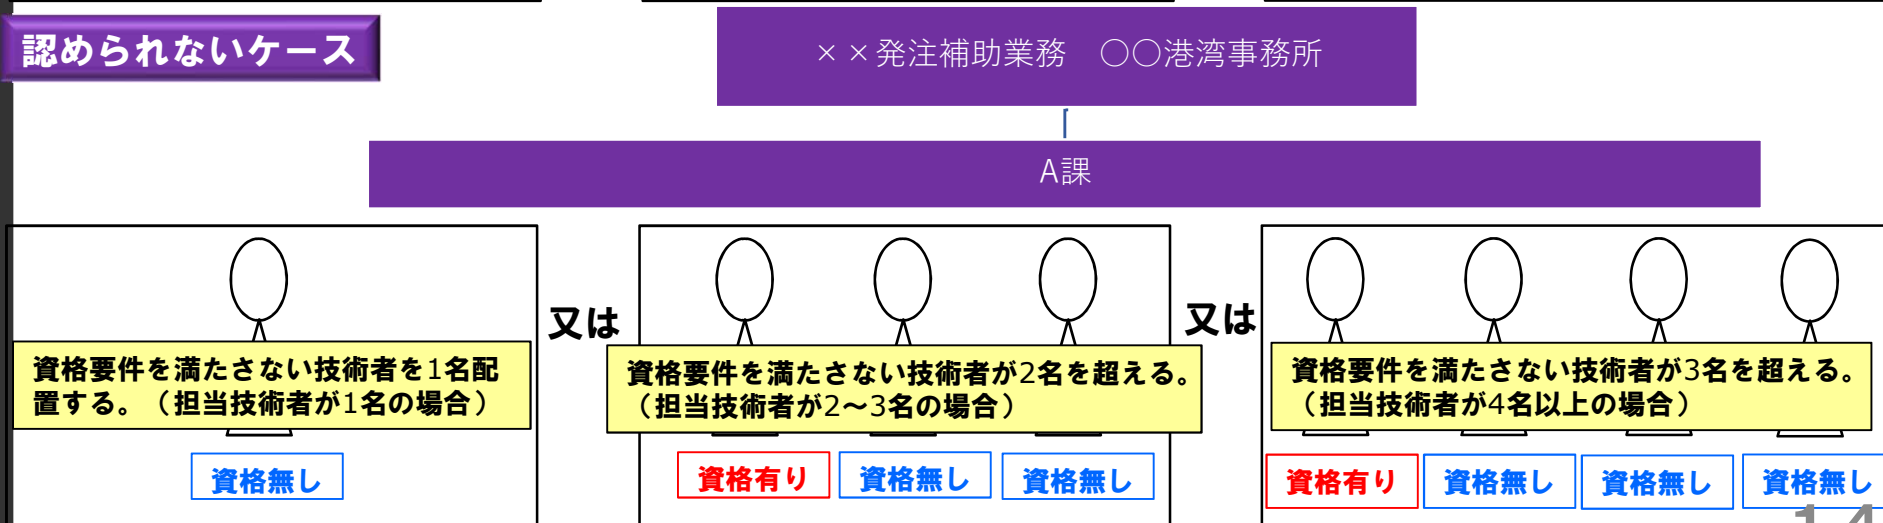 認められないケース
××発注補助業務　○○港湾事務所
A課
資格要件を満たさない技術者を1名配
置する。（担当技術者が1名の場合）
資格無し
又は
資格要件を満たさない技術者が2名を超える。
（担当技術者が2～3名の場合）
資格有り
資格無し
資格無し
又は
資格要件を満たさない技術者が3名を超える。
（担当技術者が4名以上の場合）
資格有り
資格無し
資格無し
資格無し
14